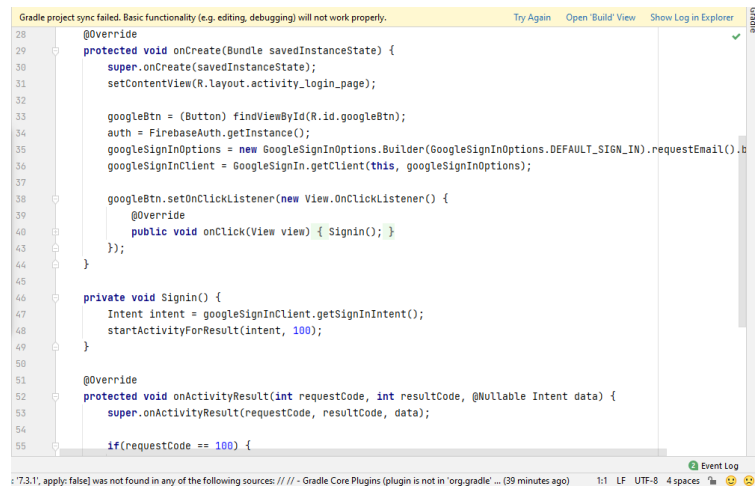 Gradle project sync failed. Basic functionality (e.g. editing, debugging) will not work properly. Try Again Open 'Build' View Show Log in Explorer
Gradle
28 @Override
29 protected void onCreate(Bundle savedInstanceState) {
30 super.onCreate(savedInstanceState);
31 setContentView(R.layout.activity_login_page);
32
33 googleBtn = (Button) findViewById(R.id.googleBtn);
34 auth = FirebaseAuth.getInstance();
35 googleSignInOptions = new GoogleSignInOptions.Builder(GoogleSignInOptions.DEFAULT_SIGN_IN).requestEmail().b
36 googleSignInClient = GoogleSignIn.getClient(this, googleSignInOptions);
37
38 googleBtn.setOnClickListener(new View.OnClickListener() {
39 @Override
40 public void onClick(View view) { Signin(); }
43 });
44 }
45
46 private void Signin() {
47 Intent intent = googleSignInClient.getSignInIntent();
48 startActivityForResult(intent, 100);
49 }
50
51 @Override
52 protected void onActivityResult(int requestCode, int resultCode, @Nullable Intent data) {
53 super.onActivityResult(requestCode, resultCode, data);
54
55 if(requestCode == 100) {
2 Event Log
: '7.3.1', apply: false] was not found in any of the following sources: // // - Gradle Core Plugins (plugin is not in 'org.gradle' ... (39 minutes ago) 1:1 LF UTF-8 4 spaces